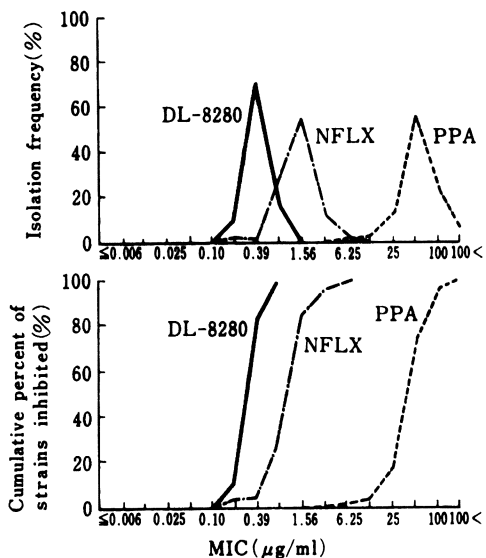 Isolation frequency(%)
100
80
60
40
20
0
DL-8280
NFLX
PPA
≤0.006 0.025 0.10 0.39 1.56 6.25 25 100 100<
Cumulative percent of
strains inhibited(%)
100
80
60
40
20
0
DL-8280
NFLX
PPA
≤0.006 0.025 0.10 0.39 1.56 6.25 25 100 100<
MIC(μg/ml)